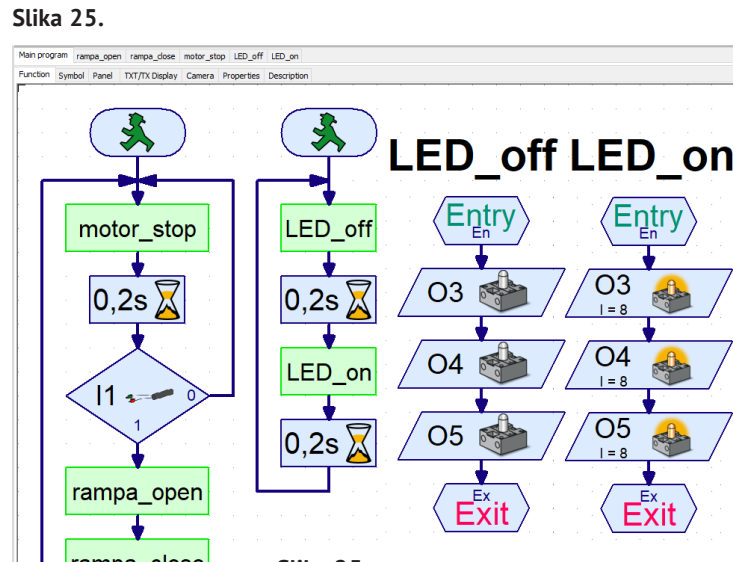 Slika 25.
Main program rampa_open rampa_close motor_stop LED_off LED_on
Function Symbol Panel TXT/TX Display Camera Properties Description
motor_stop
0,2s
I1
0
1
rampa_open
rampa_close
LED_off
0,2s
LED_on
0,2s
LED_off
Entry
En
O3
O4
O5
Ex
Exit
LED_on
Entry
En
O3
I = 8
O4
I = 8
O5
I = 8
Ex
Exit